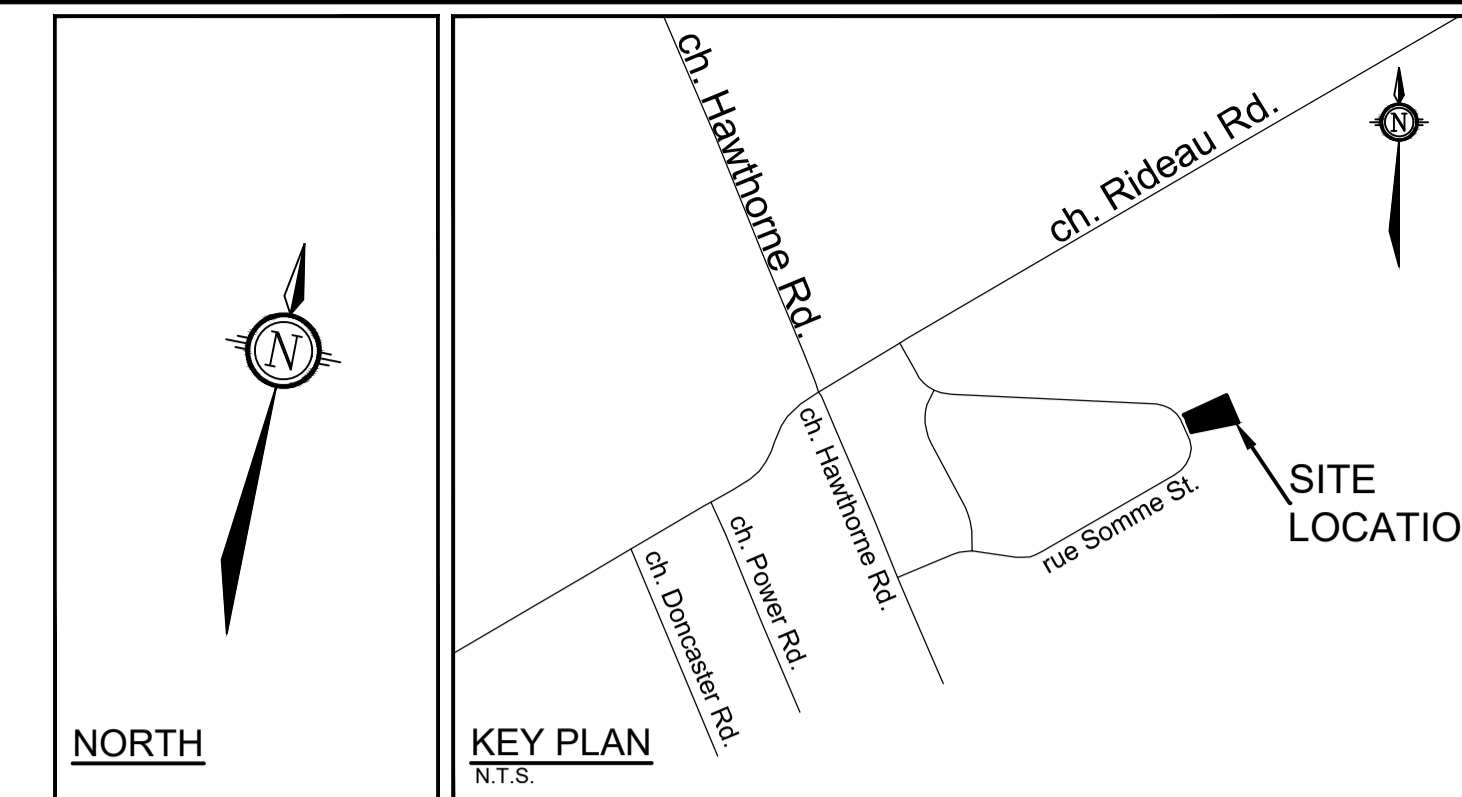 N
NORTH
ch. Hawthorne Rd.
ch. Rideau Rd.
N
ch. Hawthorne Rd.
SITE
LOCATIO
rue Somme St.
ch. Power Rd.
ch. Doncaster Rd.
KEY PLAN
N.T.S.